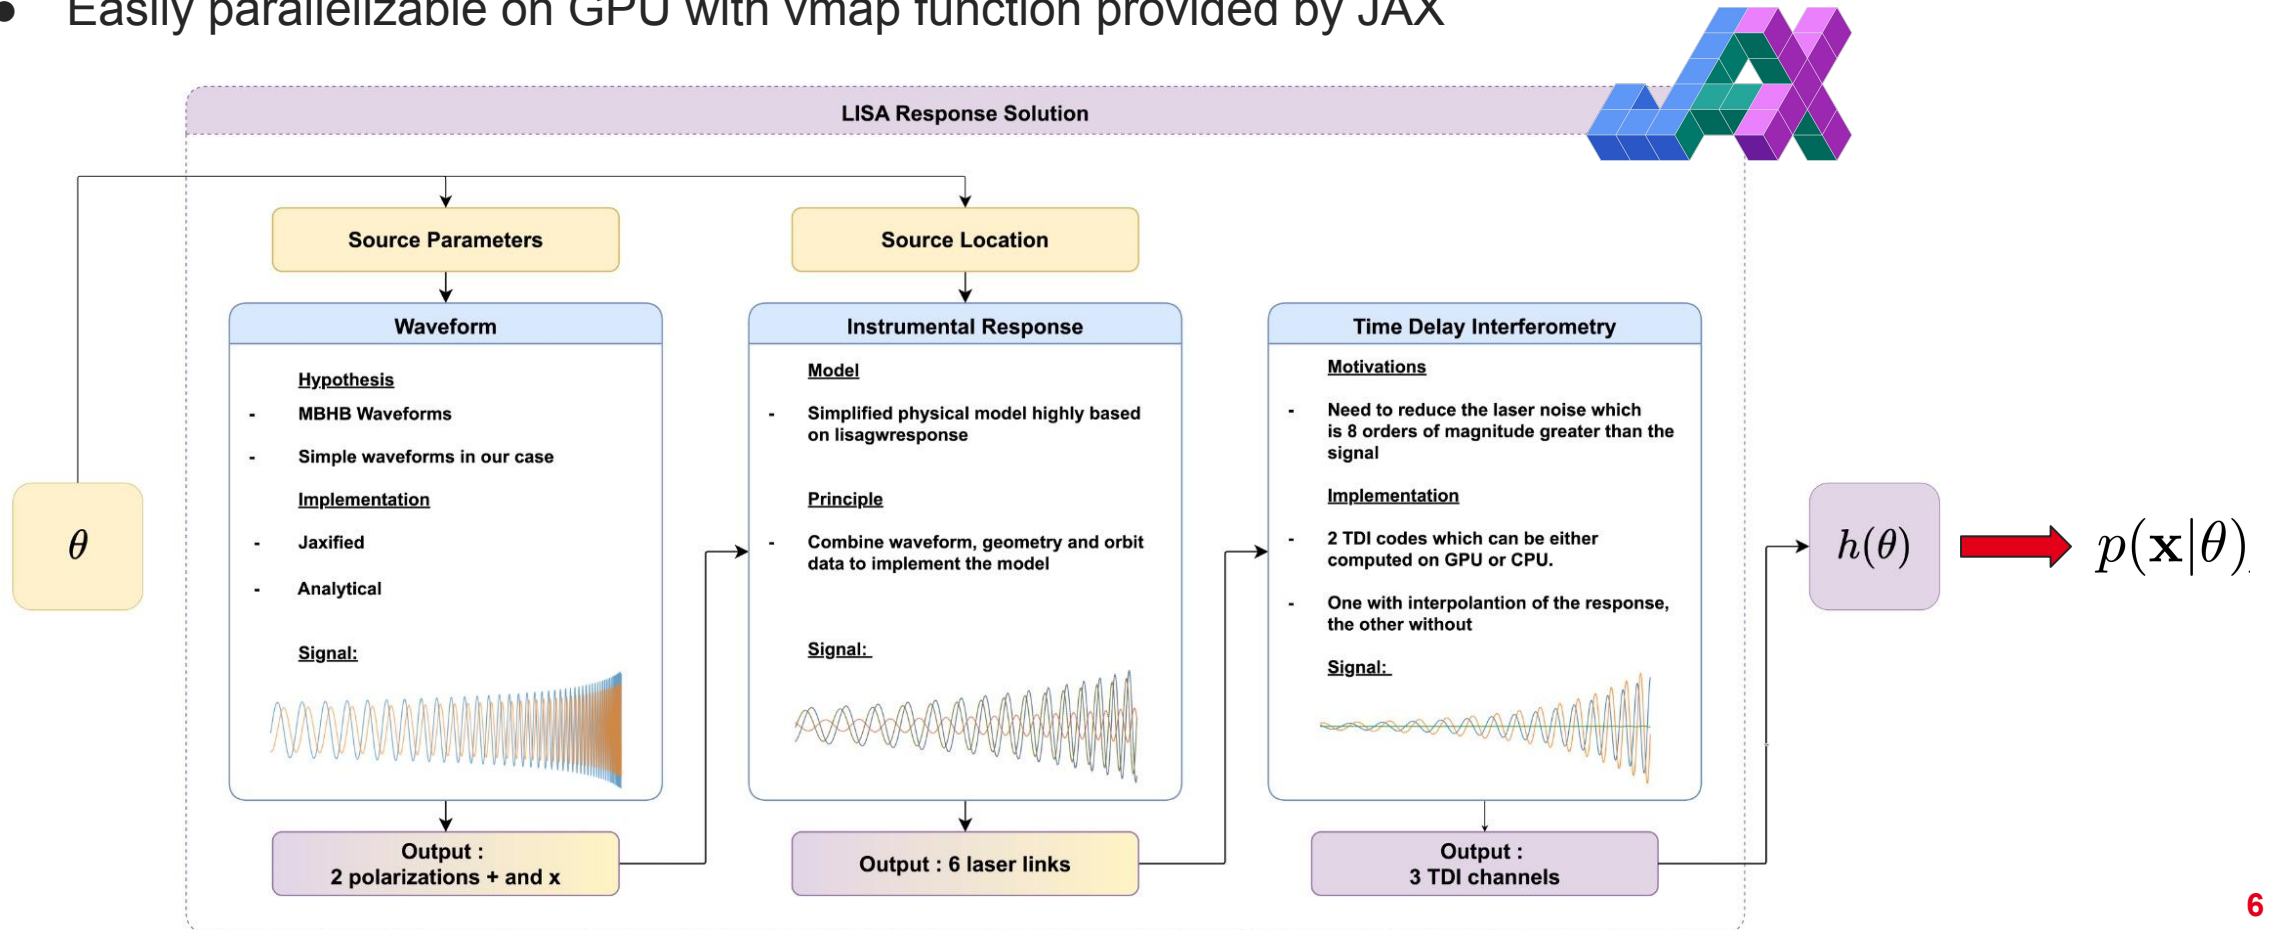 ● Easily parallelizable on GPU with vmap function provided by JAX
LISA Response Solution
Source Parameters
Source Location
Waveform
Hypothesis
- MBHB Waveforms
- Simple waveforms in our case
Implementation
- Jaxified
- Analytical
Signal:
Output :
2 polarizations + and x
Instrumental Response
Model
- Simplified physical model highly based
on lisagwresponse
Principle
- Combine waveform, geometry and orbit
data to implement the model
Signal:
Output : 6 laser links
Time Delay Interferometry
Motivations
- Need to reduce the laser noise which
is 8 orders of magnitude greater than the
signal
Implementation
- 2 TDI codes which can be either
computed on GPU or CPU.
- One with interpolantion of the response,
the other without
Signal:
Output :
3 TDI channels
θ
h(θ)
p(x|θ)
JAX
6